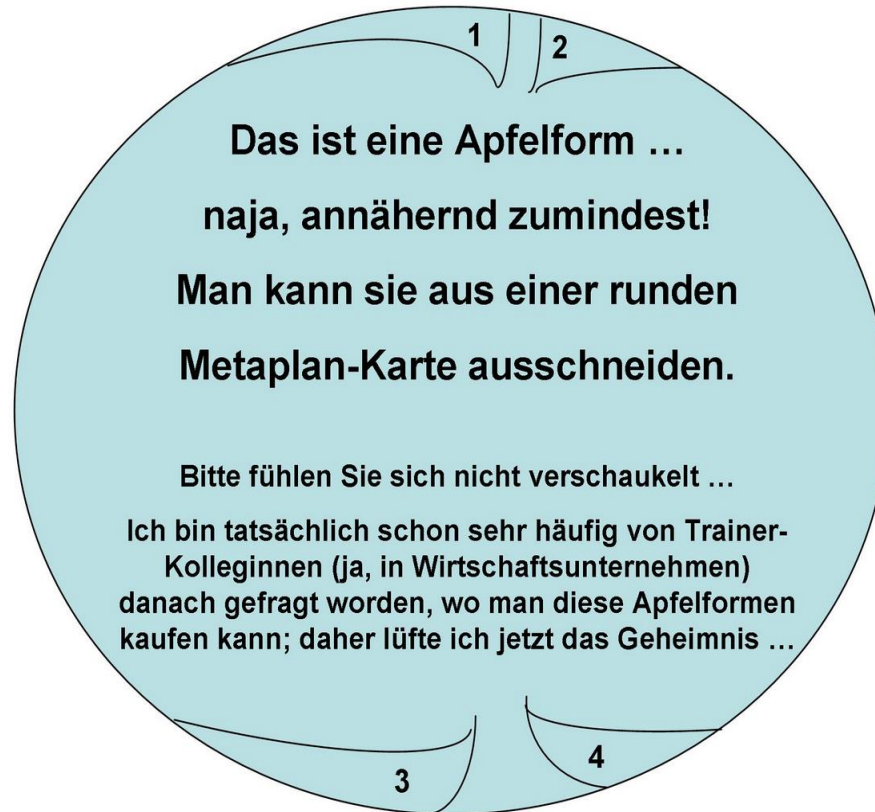 1 2
Das ist eine Apfelform …
naja, annähernd zumindest!
Man kann sie aus einer runden
Metaplan-Karte ausschneiden.
Bitte fühlen Sie sich nicht verschaukelt …
Ich bin tatsächlich schon sehr häufig von Trainer-
Kolleginnen (ja, in Wirtschaftsunternehmen)
danach gefragt worden, wo man diese Apfelformen
kaufen kann; daher lüfte ich jetzt das Geheimnis …
3 4